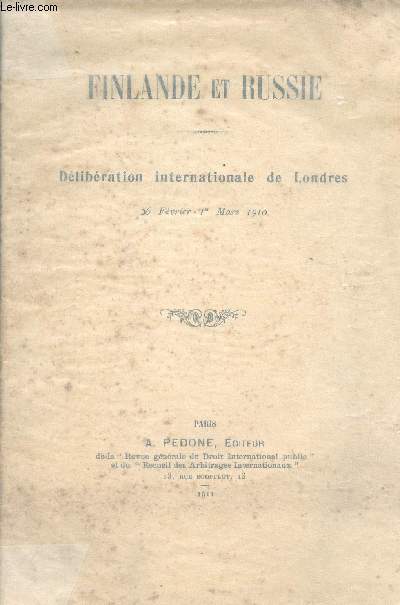 © Le-livre.com
FINLANDE ET RUSSIE
Délibération internationale de Londres
26 Février-1er Mars 1910
PARIS
A. PEDONE, ÉDITEUR
de la "Revue générale de Droit International public"
et du "Recueil des Arbitrages Internationaux"
13, RUE SOUFFLOT, 13
1911